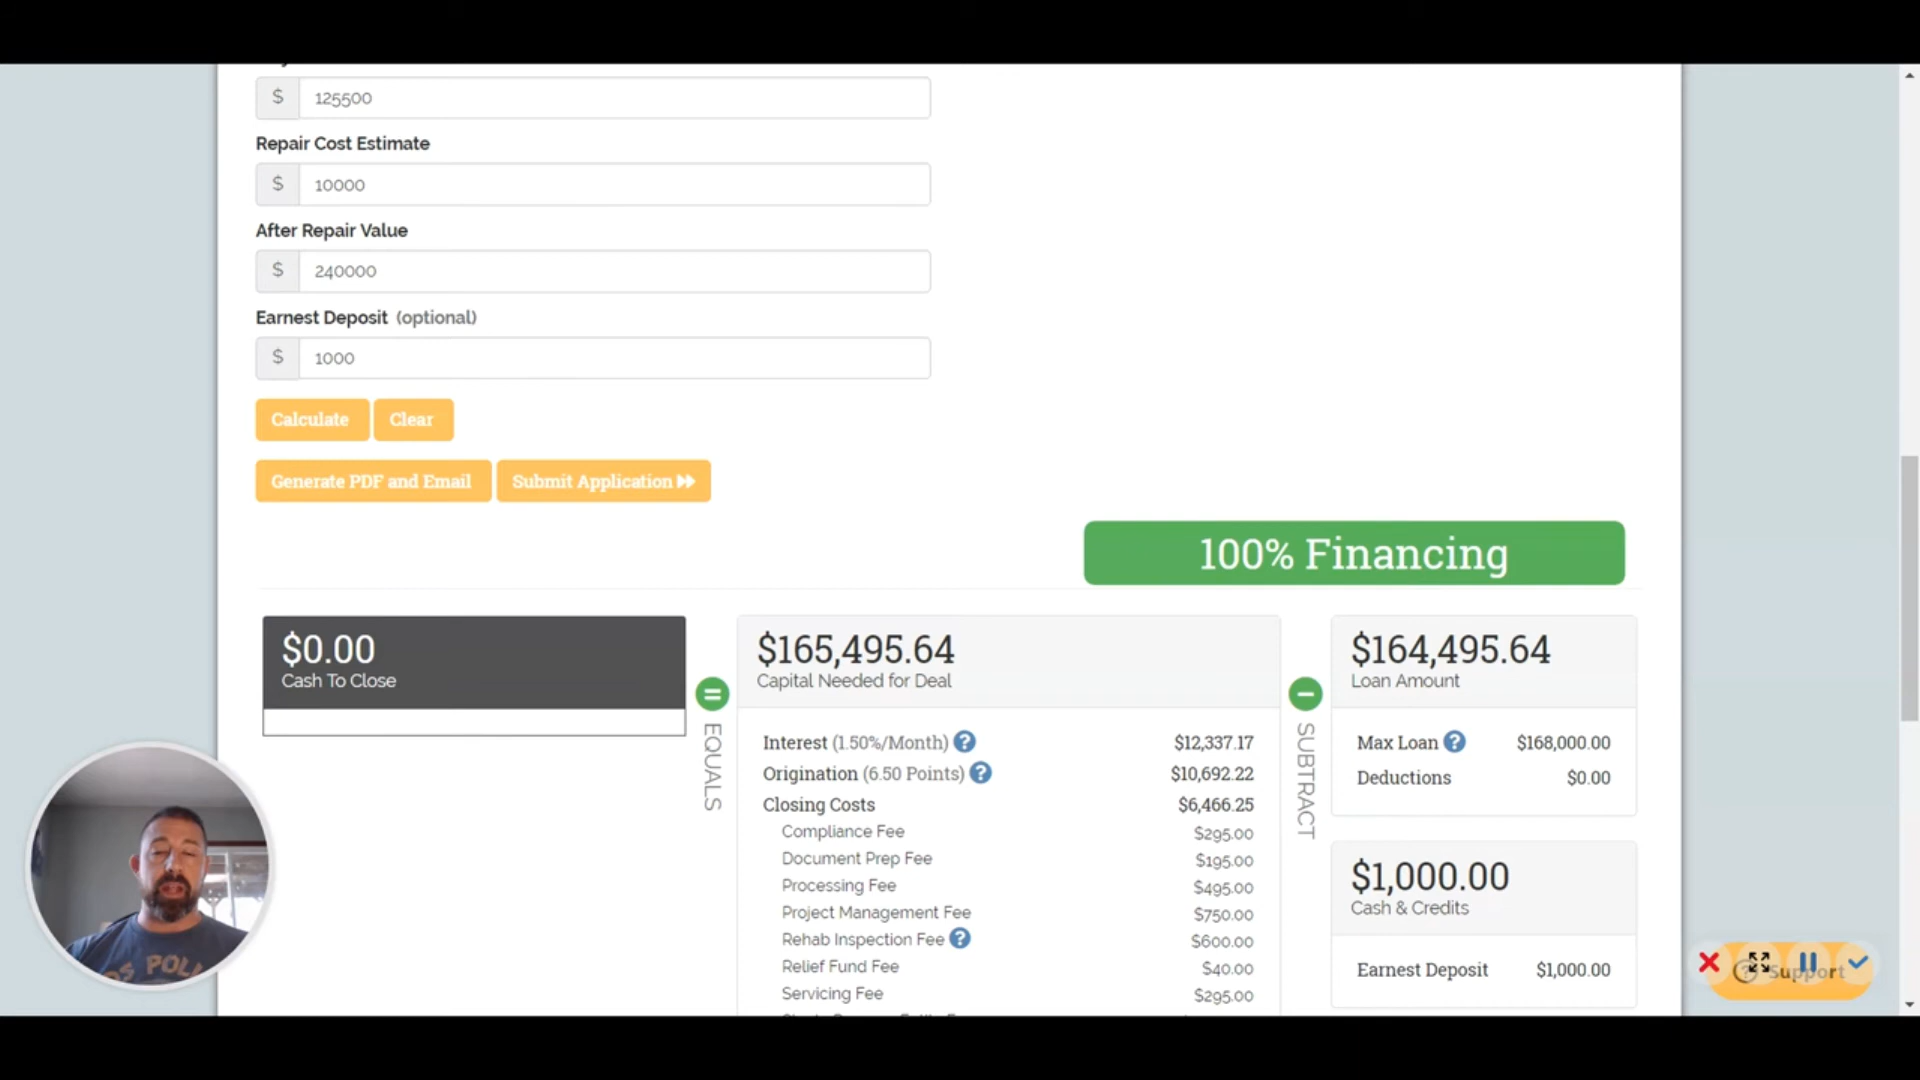 $ 125500
Repair Cost Estimate
$ 10000
After Repair Value
$ 240000
Earnest Deposit (optional)
$ 1000
Calculate Clear
Generate PDF and Email Submit Application
100% Financing
$0.00
Cash To Close
=
EQUALS
$165,495.64
Capital Needed for Deal
Interest (1.50%/Month) ? $12,337.17
Origination (6.50 Points) ? $10,692.22
Closing Costs $6,466.25
Compliance Fee $295.00
Document Prep Fee $195.00
Processing Fee $495.00
Project Management Fee $750.00
Rehab Inspection Fee ? $600.00
Relief Fund Fee $40.00
Servicing Fee $295.00
−
SUBTRACT
$164,495.64
Loan Amount
Max Loan ? $168,000.00
Deductions $0.00
$1,000.00
Cash & Credits
Earnest Deposit $1,000.00
Support